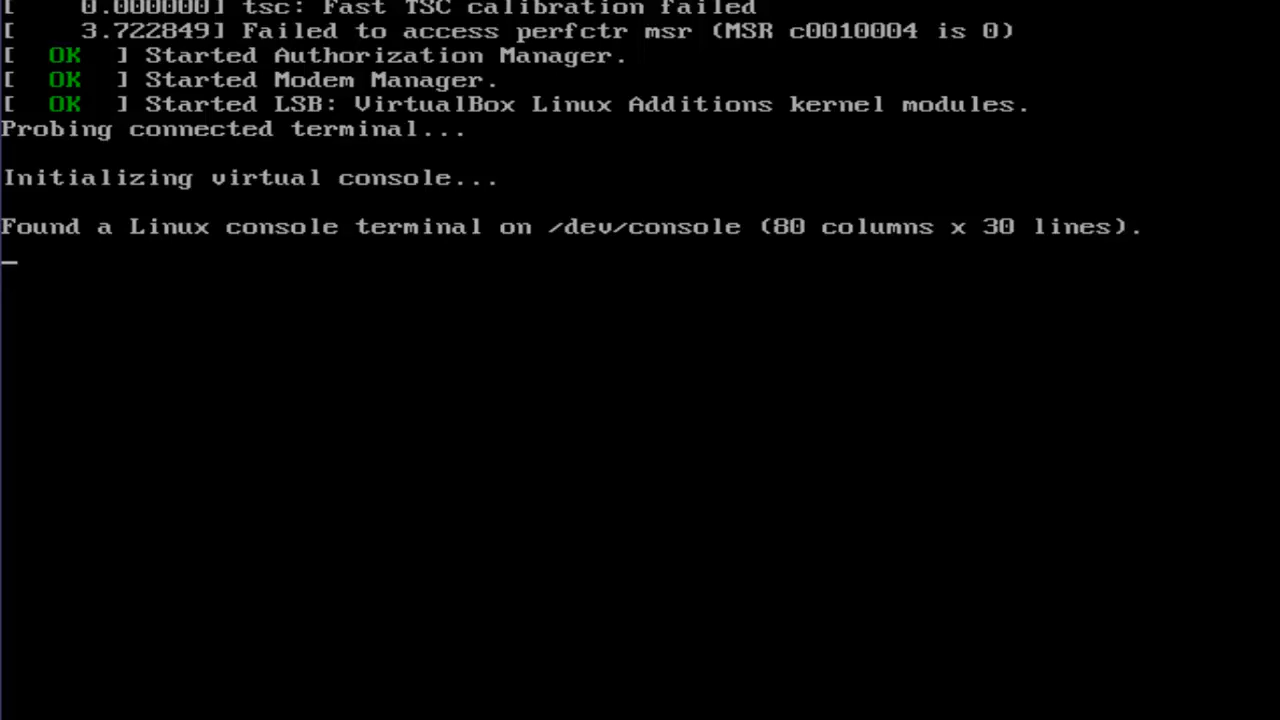 [    0.000000] tsc: Fast TSC calibration failed
[    3.722849] Failed to access perfctr msr (MSR c0010004 is 0)
[  OK  ] Started Authorization Manager.
[  OK  ] Started Modem Manager.
[  OK  ] Started LSB: VirtualBox Linux Additions kernel modules.
Probing connected terminal...
Initializing virtual console...
Found a Linux console terminal on /dev/console (80 columns x 30 lines).